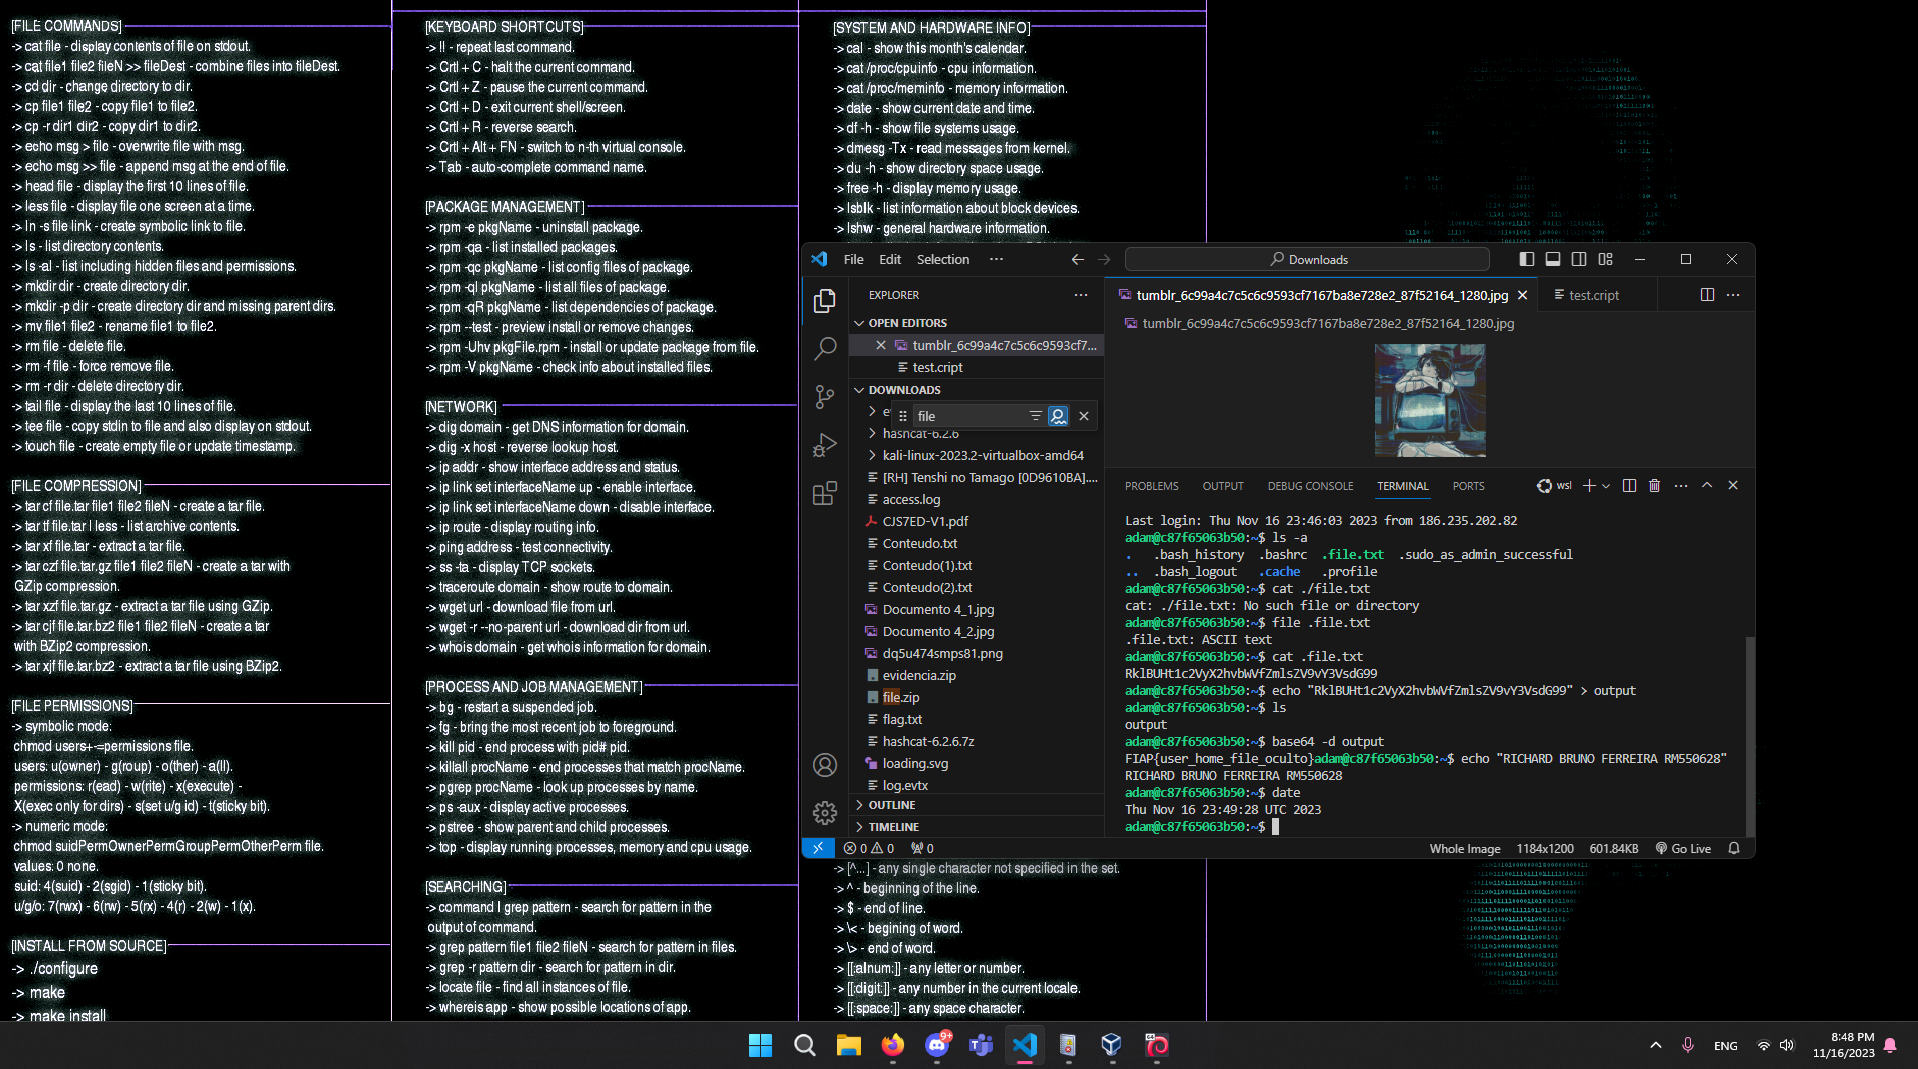 [FILE COMMANDS]
-> cat file - display contents of file on stdout.
-> cat file1 file2 fileN >> fileDest - combine files into fileDest.
-> cd dir - change directory to dir.
-> cp file1 file2 - copy file1 to file2.
-> cp -r dir1 dir2 - copy dir1 to dir2.
-> echo msg > file - overwrite file with msg.
-> echo msg >> file - append msg at the end of file.
-> head file - display the first 10 lines of file.
-> less file - display file one screen at a time.
-> ln -s file link - create symbolic link to file.
-> ls - list directory contents.
-> ls -al - list including hidden files and permissions.
-> mkdir dir - create directory dir.
-> mkdir -p dir - create directory dir and missing parent dirs.
-> mv file1 file2 - rename file1 to file2.
-> rm file - delete file.
-> rm -f file - force remove file.
-> rm -r dir - delete directory dir.
-> tail file - display the last 10 lines of file.
-> tee file - copy stdin to file and also display on stdout.
-> touch file - create empty file or update timestamp.
[FILE COMPRESSION]
-> tar cf file.tar file1 file2 fileN - create a tar file.
-> tar tf file.tar | less - list archive contents.
-> tar xf file.tar - extract a tar file.
-> tar czf file.tar.gz file1 file2 fileN - create a tar with
GZip compression.
-> tar xzf file.tar.gz - extract a tar file using GZip.
-> tar cjf file.tar.bz2 file1 file2 fileN - create a tar
with BZip2 compression.
-> tar xjf file.tar.bz2 - extract a tar file using BZip2.
[FILE PERMISSIONS]
-> symbolic mode:
chmod users+-=permissions file.
users: u(owner) - g(roup) - o(ther) - a(ll).
permissions: r(ead) - w(rite) - x(execute) -
X(exec only for dirs) - s(set u/g id) - t(sticky bit).
-> numeric mode:
chmod suidPermOwnerPermGroupPermOtherPerm file.
values: 0 none.
suid: 4(suid) - 2(sgid) - 1(sticky bit).
u/g/o: 7(rwx) - 6(rw) - 5(rx) - 4(r) - 2(w) - 1(x).
[INSTALL FROM SOURCE]
-> ./configure
-> make
-> make install
[KEYBOARD SHORTCUTS]
-> !! - repeat last command.
-> Crtl + C - halt the current command.
-> Crtl + Z - pause the current command.
-> Crtl + D - exit current shell/screen.
-> Crtl + R - reverse search.
-> Crtl + Alt + FN - switch to n-th virtual console.
-> Tab - auto-complete command name.
[PACKAGE MANAGEMENT]
-> rpm -e pkgName - uninstall package.
-> rpm -qa - list installed packages.
-> rpm -qc pkgName - list config files of package.
-> rpm -ql pkgName - list all files of package.
-> rpm -qR pkgName - list dependencies of package.
-> rpm --test - preview install or remove changes.
-> rpm -Uhv pkgFile.rpm - install or update package from file.
-> rpm -V pkgName - check info about installed files.
[NETWORK]
-> dig domain - get DNS information for domain.
-> dig -x host - reverse lookup host.
-> ip addr - show interface address and status.
-> ip link set interfaceName up - enable interface.
-> ip link set interfaceName down - disable interface.
-> ip route - display routing info.
-> ping address - test connectivity.
-> ss -ta - display TCP sockets.
-> traceroute domain - show route to domain.
-> wget url - download file from url.
-> wget -r --no-parent url - download dir from url.
-> whois domain - get whois information for domain.
[PROCESS AND JOB MANAGEMENT]
-> bg - restart a suspended job.
-> fg - bring the most recent job to foreground.
-> kill pid - end process with pid# pid.
-> killall procName - end processes that match procName.
-> pgrep procName - look up processes by name.
-> ps -aux - display active processes.
-> pstree - show parent and child processes.
-> top - display running processes, memory and cpu usage.
[SEARCHING]
-> command | grep pattern - search for pattern in the
output of command.
-> grep pattern file1 file2 fileN - search for pattern in files.
-> grep -r pattern dir - search for pattern in dir.
-> locate file - find all instances of file.
-> whereis app - show possible locations of app.
[SYSTEM AND HARDWARE INFO]
-> cal - show this month's calendar.
-> cat /proc/cpuinfo - cpu information.
-> cat /proc/meminfo - memory information.
-> date - show current date and time.
-> df -h - show file systems usage.
-> dmesg -Tx - read messages from kernel.
-> du -h - show directory space usage.
-> free -h - display memory usage.
-> lsblk - list information about block devices.
-> lshw - general hardware information.
File Edit Selection ··· Downloads
EXPLORER
OPEN EDITORS
tumblr_6c99a4c7c5c6c9593cf7...
test.cript
DOWNLOADS
file
hashcat-6.2.6
kali-linux-2023.2-virtualbox-amd64
[RH] Tenshi no Tamago [0D9610BA]....
access.log
CJS7ED-V1.pdf
Conteudo.txt
Conteudo(1).txt
Conteudo(2).txt
Documento 4_1.jpg
Documento 4_2.jpg
dq5u474smps81.png
evidencia.zip
file.zip
flag.txt
hashcat-6.2.6.7z
loading.svg
log.evtx
OUTLINE
TIMELINE
tumblr_6c99a4c7c5c6c9593cf7167ba8e728e2_87f52164_1280.jpg test.cript
tumblr_6c99a4c7c5c6c9593cf7167ba8e728e2_87f52164_1280.jpg
PROBLEMS OUTPUT DEBUG CONSOLE TERMINAL PORTS wsl
Last login: Thu Nov 16 23:46:03 2023 from 186.235.202.82
adam@c87f65063b50:~$ ls -a
. .bash_history .bashrc .file.txt .sudo_as_admin_successful
.. .bash_logout .cache .profile
adam@c87f65063b50:~$ cat ./file.txt
cat: ./file.txt: No such file or directory
adam@c87f65063b50:~$ file .file.txt
.file.txt: ASCII text
adam@c87f65063b50:~$ cat .file.txt
RklBUHt1c2VyX2hvbWVfZmlsZV9vY3VsdG99
adam@c87f65063b50:~$ echo "RklBUHt1c2VyX2hvbWVfZmlsZV9vY3VsdG99" > output
adam@c87f65063b50:~$ ls
output
adam@c87f65063b50:~$ base64 -d output
FIAP{user_home_file_oculto}adam@c87f65063b50:~$ echo "RICHARD BRUNO FERREIRA RM550628"
RICHARD BRUNO FERREIRA RM550628
adam@c87f65063b50:~$ date
Thu Nov 16 23:49:28 UTC 2023
adam@c87f65063b50:~$
0 0 0 Whole Image 1184x1200 601.84KB Go Live
-> [^...] - any single character not specified in the set.
-> ^ - beginning of the line.
-> $ - end of line.
-> \< - begining of word.
-> \> - end of word.
-> [[:alnum:]] - any letter or number.
-> [[:digit:]] - any number in the current locale.
-> [[:space:]] - any space character.
9+
ENG
8:48 PM
11/16/2023